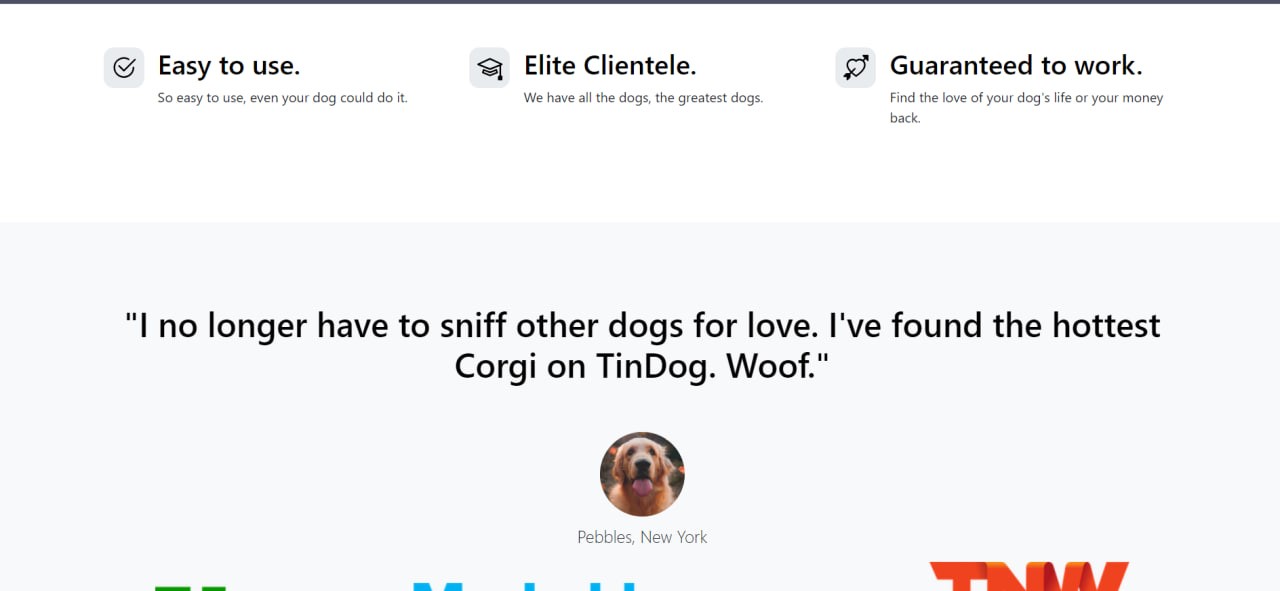 Easy to use.
So easy to use, even your dog could do it.
Elite Clientele.
We have all the dogs, the greatest dogs.
Guaranteed to work.
Find the love of your dog's life or your money
back.
"I no longer have to sniff other dogs for love. I've found the hottest
Corgi on TinDog. Woof."
Pebbles, New York
TNW